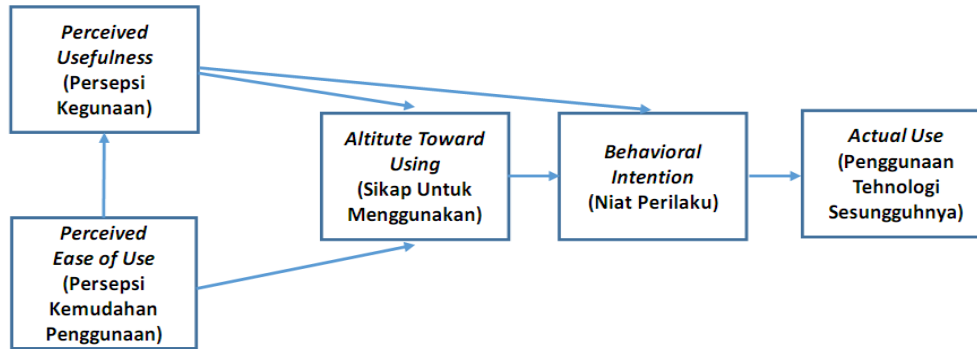 Perceived
Usefulness
(Persepsi
Kegunaan)
Perceived
Ease of Use
(Persepsi
Kemudahan
Penggunaan)
Altitute Toward
Using
(Sikap Untuk
Menggunakan)
Behavioral
Intention
(Niat Perilaku)
Actual Use
(Penggunaan
Tehnologi
Sesungguhnya)